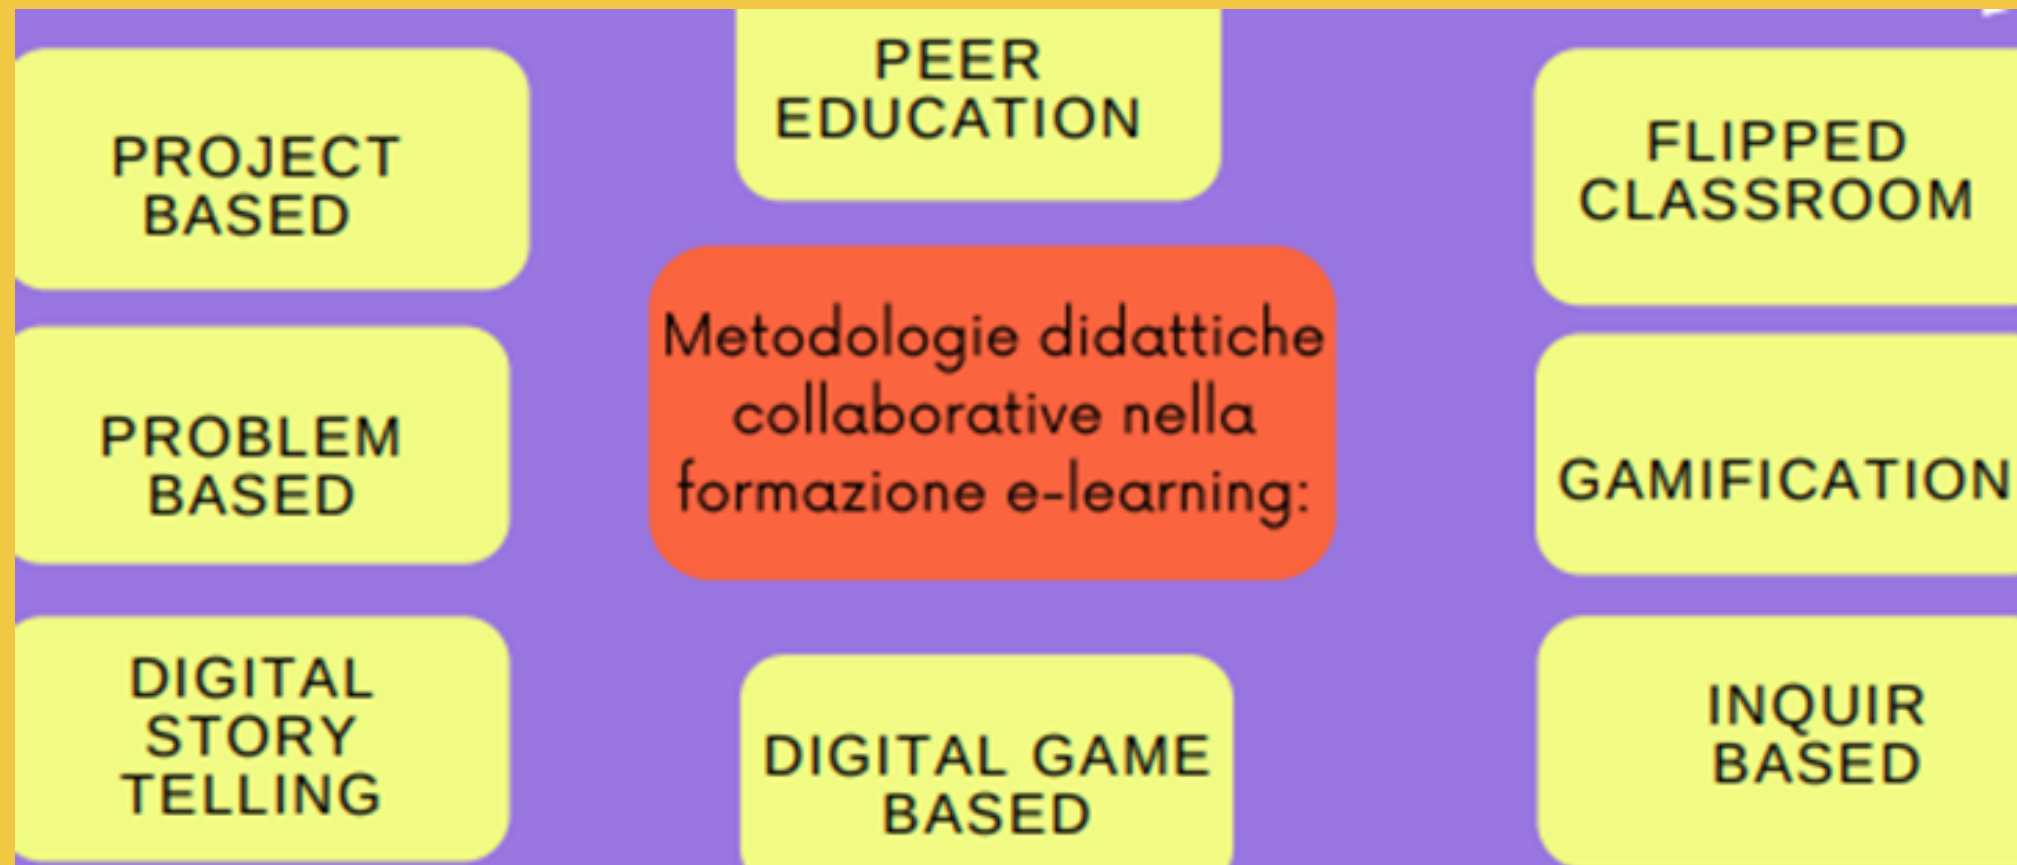 PEER
EDUCATION
PROJECT
BASED
FLIPPED
CLASSROOM
Metodologie didattiche
collaborative nella
formazione e-learning:
PROBLEM
BASED
GAMIFICATION
DIGITAL
STORY
TELLING
DIGITAL GAME
BASED
INQUIR
BASED